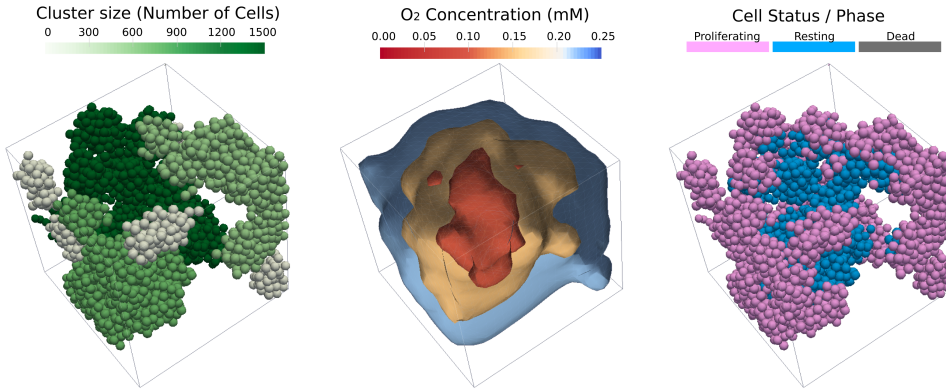 Cluster size (Number of Cells)
0 300 600 900 1200 1500
O₂ Concentration (mM)
0.00 0.05 0.10 0.15 0.20 0.25
Cell Status / Phase
Proliferating Resting Dead